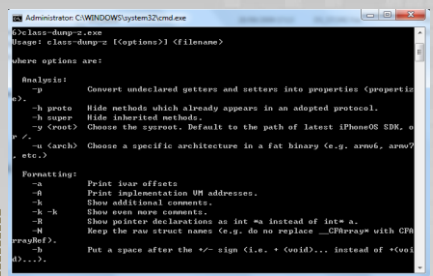 Administrator: C:\WINDOWS\system32\cmd.exe
6>class-dump-z.exe
Usage: class-dump-z [<options>] <filename>
where options are:
Analysis:
-p Convert undeclared getters and setters into properties (propertiz
e).
-h proto Hide methods which already appears in an adopted protocol.
-h super Hide inherited methods.
-y <root> Choose the sysroot. Default to the path of latest iPhoneOS SDK, o
r /.
-u <arch> Choose a specific architecture in a fat binary (e.g. armv6, armv7
, etc.)
Formatting:
-a Print ivar offsets
-A Print implementation VM addresses.
-k Show additional comments.
-k -k Show even more comments.
-R Show pointer declarations as int *a instead of int* a.
-N Keep the raw struct names (e.g. do no replace __CFArray* with CFA
rrayRef).
-b Put a space after the +/- sign (i.e. + (void)... instead of +(voi
d)...).